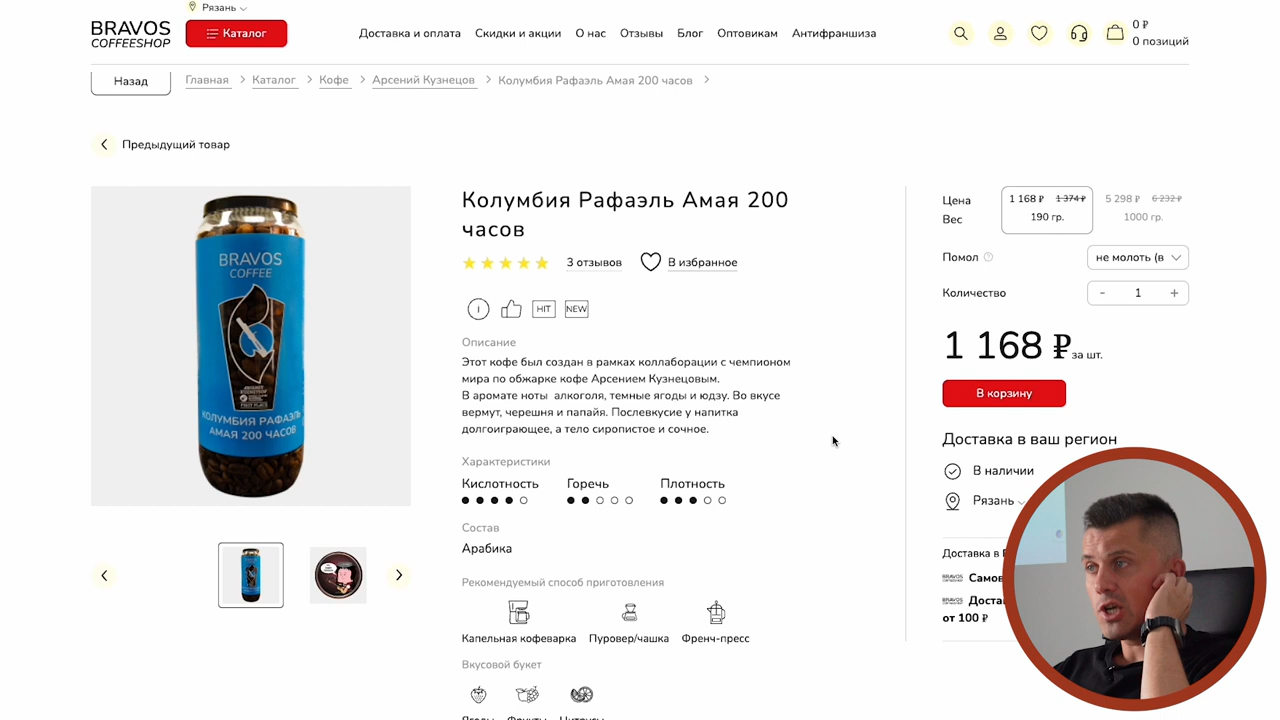 Рязань
BRAVOS
COFFEESHOP
Каталог
Доставка и оплата
Скидки и акции
О нас
Отзывы
Блог
Оптовикам
Антифраншиза
0 ₽
0 позиций
Назад
Главная
Каталог
Кофе
Арсений Кузнецов
Колумбия Рафаэль Амая 200 часов
Предыдущий товар
BRAVOS
COFFEE
КОЛУМБИЯ РАФАЭЛЬ
АМАЯ 200 ЧАСОВ
Колумбия Рафаэль Амая 200
часов
3 отзывов
В избранное
HIT
NEW
Описание
Этот кофе был создан в рамках коллаборации с чемпионом
мира по обжарке кофе Арсением Кузнецовым.
В аромате ноты алкоголя, темные ягоды и юдзу. Во вкусе
вермут, черешня и папайя. Послевкусие у напитка
долгоиграющее, а тело сиропистое и сочное.
Характеристики
Кислотность
Горечь
Плотность
Состав
Арабика
Рекомендуемый способ приготовления
Капельная кофеварка
Пуровер/чашка
Френч-пресс
Вкусовой букет
Ягоды
Фрукты
Цитрусы
Цена
Вес
1 168 ₽ 1 374 ₽
190 гр.
5 298 ₽ 6 232 ₽
1000 гр.
Помол
не молоть (в
Количество
- 1 +
1 168 ₽ за шт.
В корзину
Доставка в ваш регион
В наличии
Рязань
Доставка в
Самов
Доста
от 100 ₽